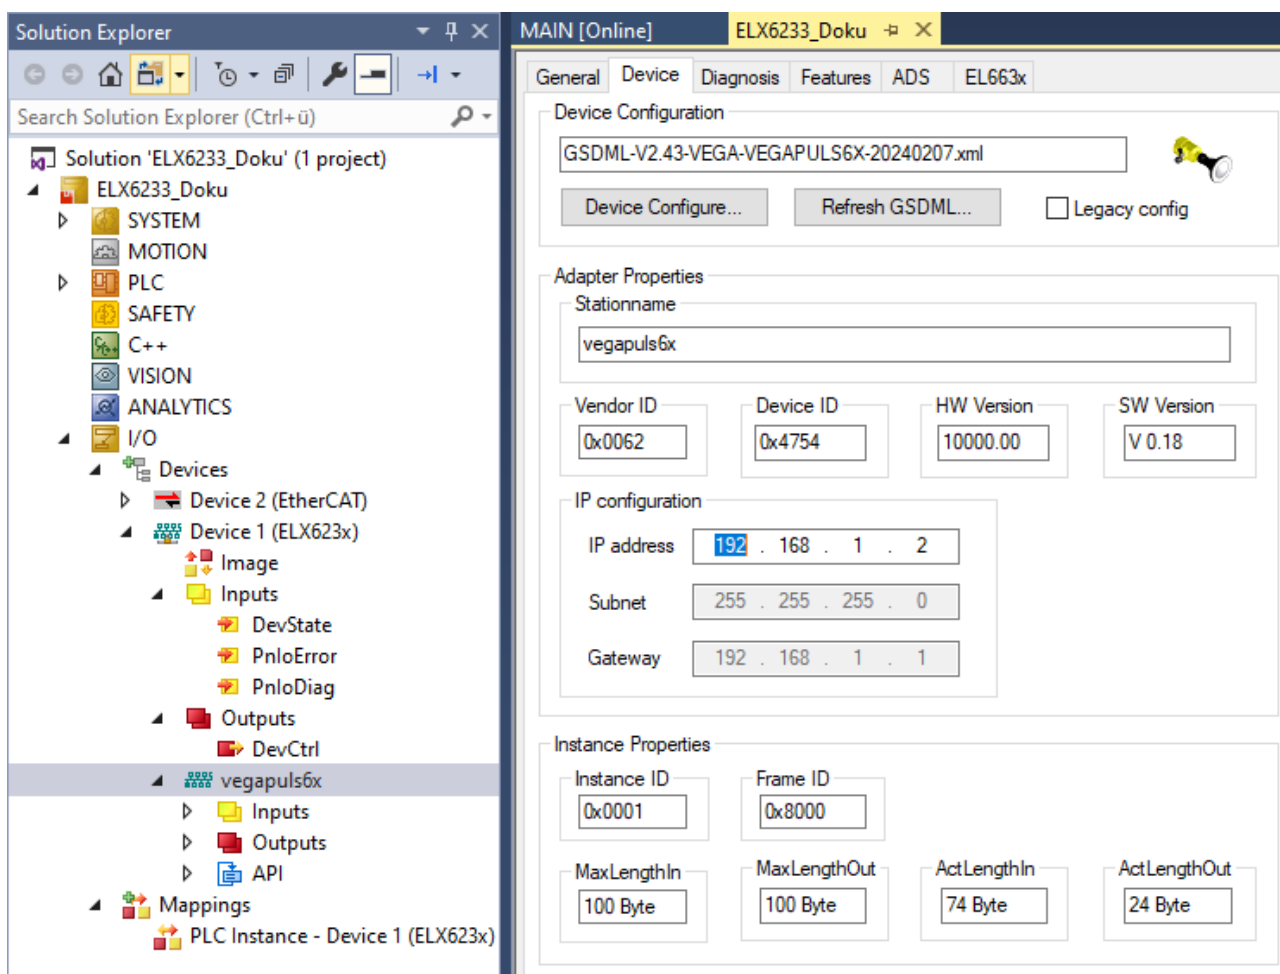 Solution Explorer
Search Solution Explorer (Ctrl+ü)
Solution 'ELX6233_Doku' (1 project)
ELX6233_Doku
SYSTEM
MOTION
PLC
SAFETY
C++
VISION
ANALYTICS
I/O
Devices
Device 2 (EtherCAT)
Device 1 (ELX623x)
Image
Inputs
DevState
PnIoError
PnIoDiag
Outputs
DevCtrl
vegapuls6x
Inputs
Outputs
API
Mappings
PLC Instance - Device 1 (ELX623x)
MAIN [Online] ELX6233_Doku
General Device Diagnosis Features ADS EL663x
Device Configuration
GSDML-V2.43-VEGA-VEGAPULS6X-20240207.xml
Device Configure... Refresh GSDML... Legacy config
Adapter Properties
Stationname
vegapuls6x
Vendor ID Device ID HW Version SW Version
0x0062 0x4754 10000.00 V 0.18
IP configuration
IP address 192 . 168 . 1 . 2
Subnet 255 . 255 . 255 . 0
Gateway 192 . 168 . 1 . 1
Instance Properties
Instance ID Frame ID
0x0001 0x8000
MaxLengthIn MaxLengthOut ActLengthIn ActLengthOut
100 Byte 100 Byte 74 Byte 24 Byte